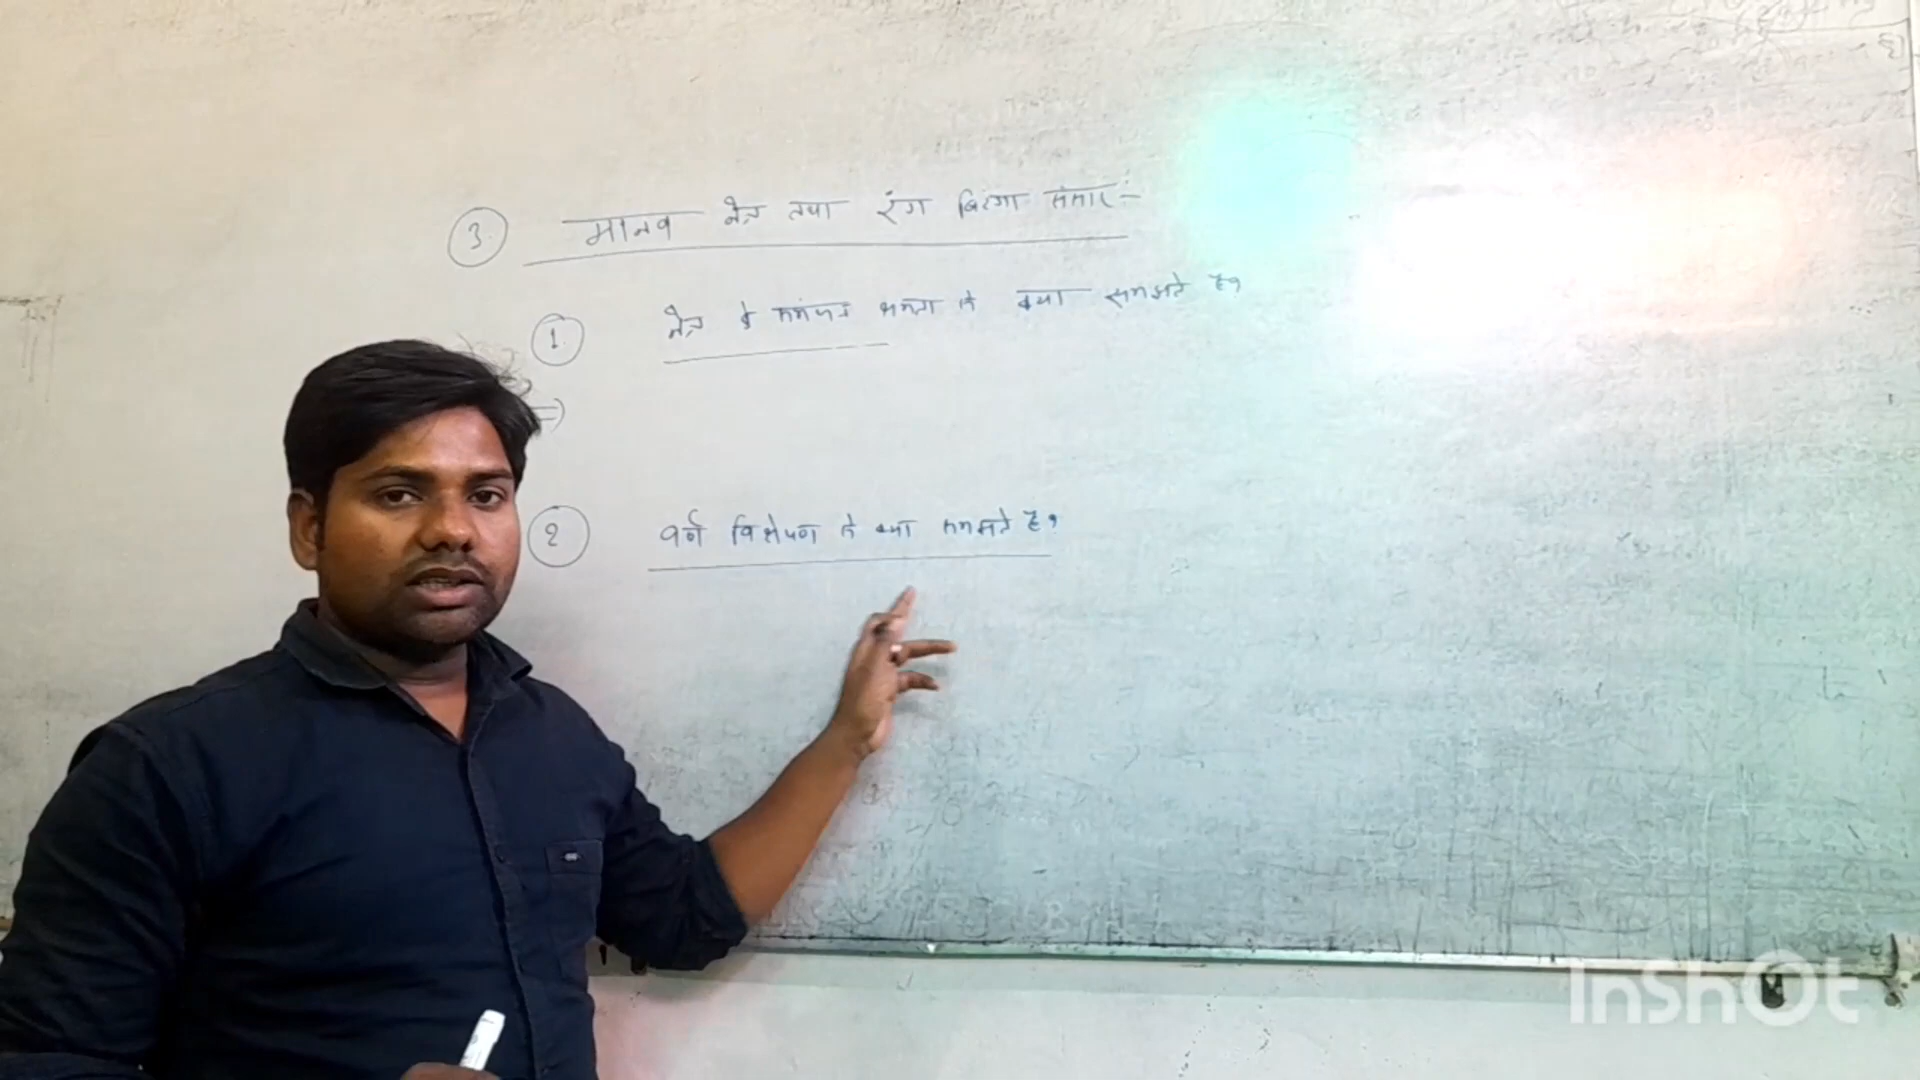 3. मानव नेत्र तथा रंग बिरंगा संसार:-
1. नेत्र के समंजन क्षमता से क्या समझते है?
=>
2 वर्ण विक्षेपण से क्या समझते है?
InShOt